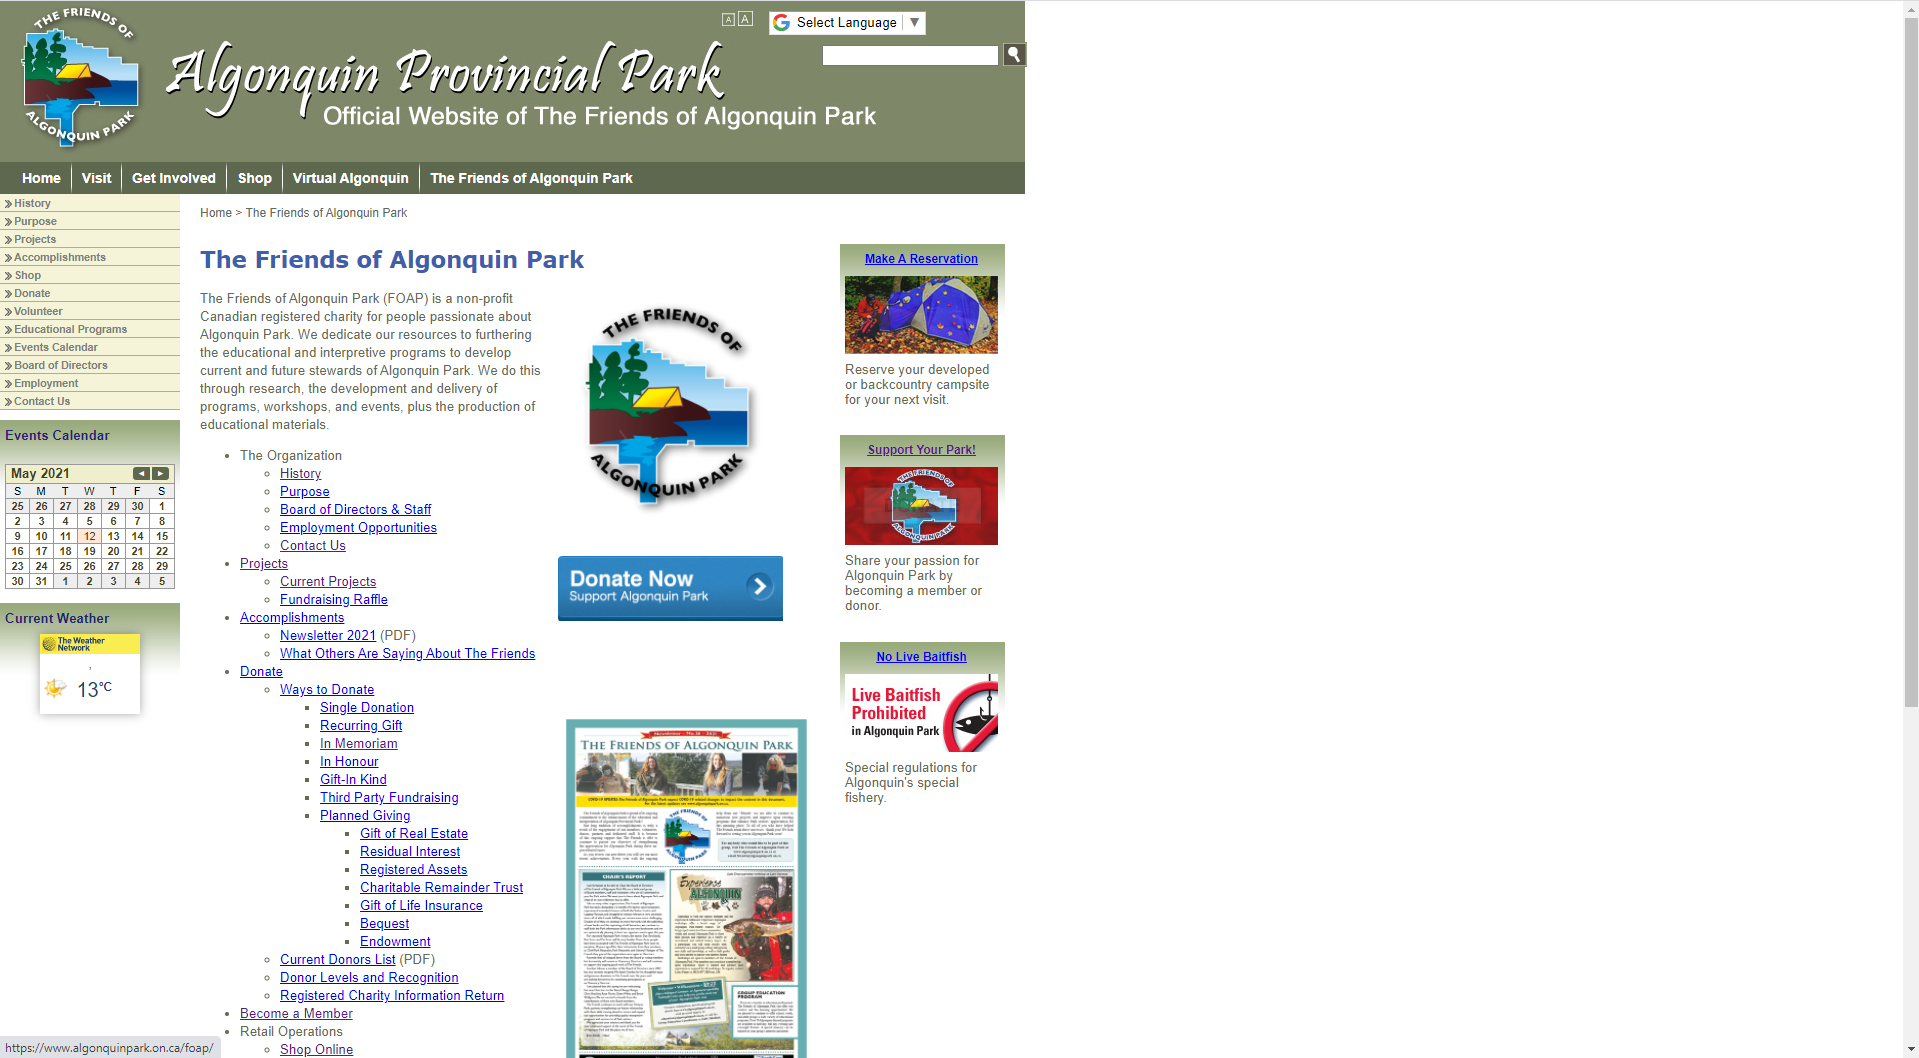 THE FRIENDS OF
ALGONQUIN PARK
Algonquin Provincial Park
Official Website of The Friends of Algonquin Park
A A
Select Language ▼
Home Visit Get Involved Shop Virtual Algonquin The Friends of Algonquin Park
History
Purpose
Projects
Accomplishments
Shop
Donate
Volunteer
Educational Programs
Events Calendar
Board of Directors
Employment
Contact Us
Events Calendar
May 2021
S M T W T F S
25 26 27 28 29 30 1
2 3 4 5 6 7 8
9 10 11 12 13 14 15
16 17 18 19 20 21 22
23 24 25 26 27 28 29
30 31 1 2 3 4 5
Current Weather
The Weather
Network
,
13°C
Home > The Friends of Algonquin Park
The Friends of Algonquin Park
The Friends of Algonquin Park (FOAP) is a non-profit
Canadian registered charity for people passionate about
Algonquin Park. We dedicate our resources to furthering
the educational and interpretive programs to develop
current and future stewards of Algonquin Park. We do this
through research, the development and delivery of
programs, workshops, and events, plus the production of
educational materials.
The Organization
History
Purpose
Board of Directors & Staff
Employment Opportunities
Contact Us
Projects
Current Projects
Fundraising Raffle
Accomplishments
Newsletter 2021 (PDF)
What Others Are Saying About The Friends
Donate
Ways to Donate
Single Donation
Recurring Gift
In Memoriam
In Honour
Gift-In Kind
Third Party Fundraising
Planned Giving
Gift of Real Estate
Residual Interest
Registered Assets
Charitable Remainder Trust
Gift of Life Insurance
Bequest
Endowment
Current Donors List (PDF)
Donor Levels and Recognition
Registered Charity Information Return
Become a Member
Retail Operations
Shop Online
THE FRIENDS OF
ALGONQUIN PARK
Donate Now
Support Algonquin Park
THE FRIENDS OF ALGONQUIN PARK
CHAIR'S REPORT
Experience
ALGONQUIN
GROUP EDUCATION
PROGRAM
Make A Reservation
Reserve your developed
or backcountry campsite
for your next visit.
Support Your Park!
THE FRIENDS OF
ALGONQUIN PARK
Share your passion for
Algonquin Park by
becoming a member or
donor.
No Live Baitfish
Live Baitfish
Prohibited
in Algonquin Park
Special regulations for
Algonquin's special
fishery.
https://www.algonquinpark.on.ca/foap/